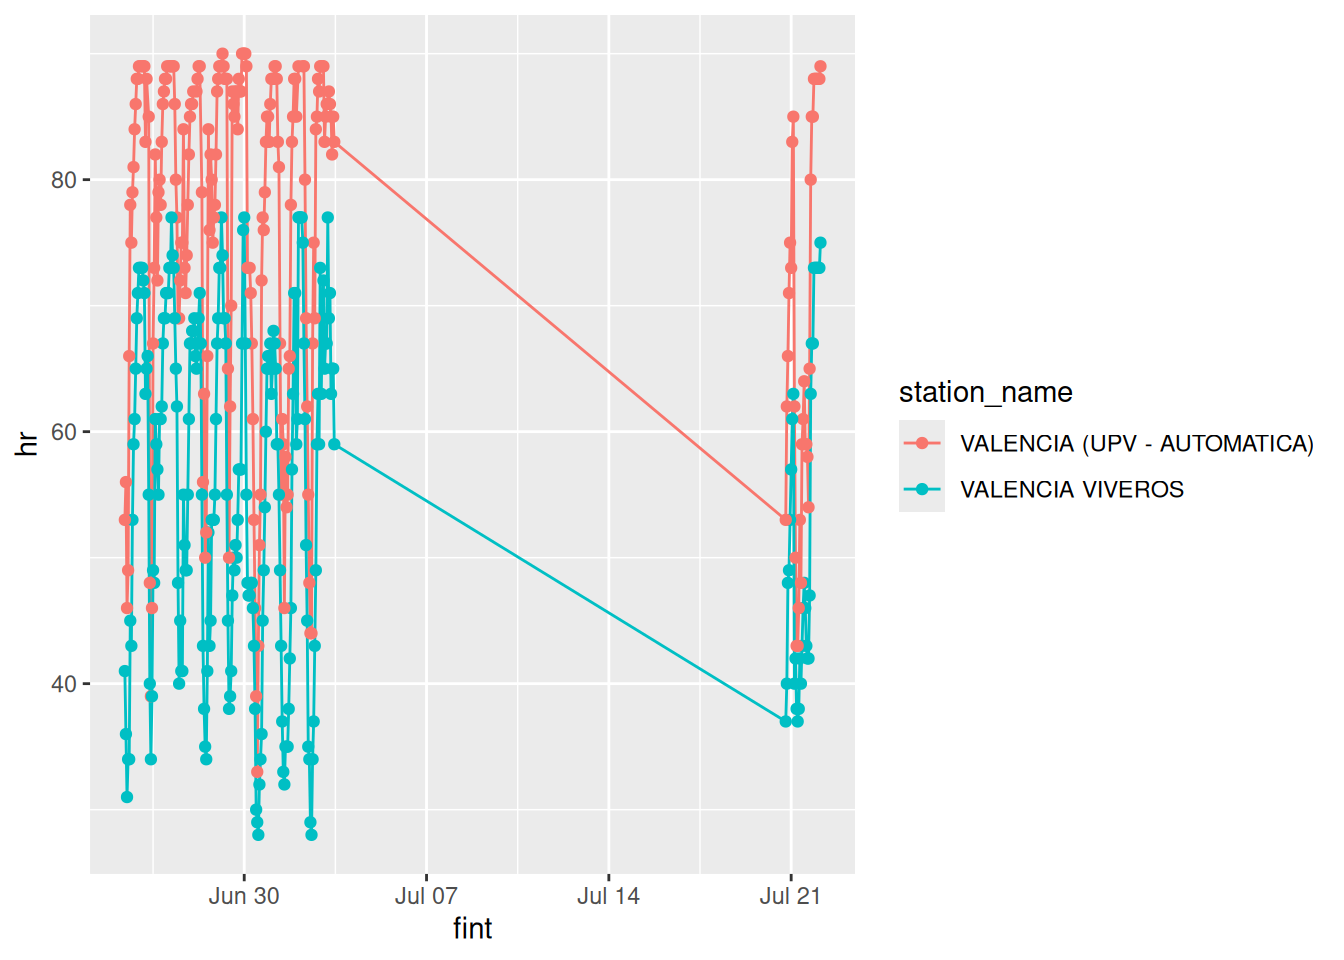 80
60
40
hr
Jun 30
Jul 07
Jul 14
Jul 21
fint
station_name
VALENCIA (UPV - AUTOMATICA)
VALENCIA VIVEROS